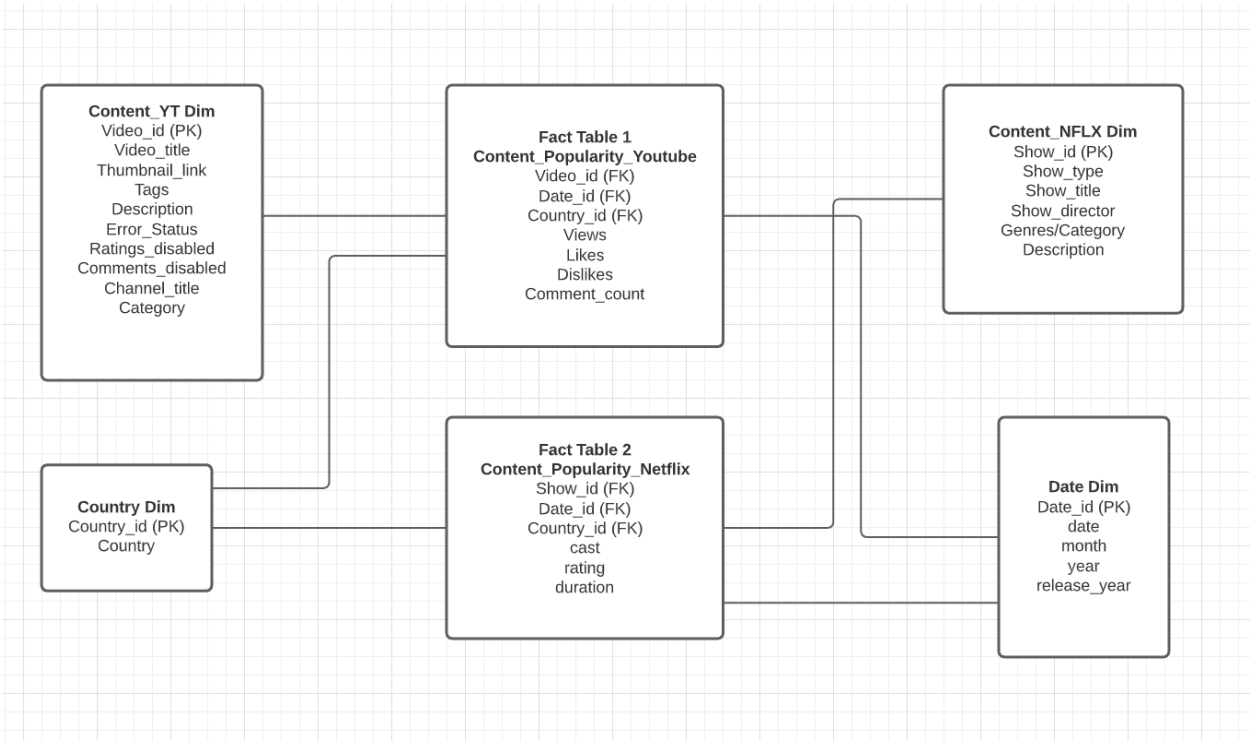 Content_YT Dim
Video_id (PK)
Video_title
Thumbnail_link
Tags
Description
Error_Status
Ratings_disabled
Comments_disabled
Channel_title
Category
Fact Table 1
Content_Popularity_Youtube
Video_id (FK)
Date_id (FK)
Country_id (FK)
Views
Likes
Dislikes
Comment_count
Content_NFLX Dim
Show_id (PK)
Show_type
Show_title
Show_director
Genres/Category
Description
Country Dim
Country_id (PK)
Country
Fact Table 2
Content_Popularity_Netflix
Show_id (FK)
Date_id (FK)
Country_id (FK)
cast
rating
duration
Date Dim
Date_id (PK)
date
month
year
release_year